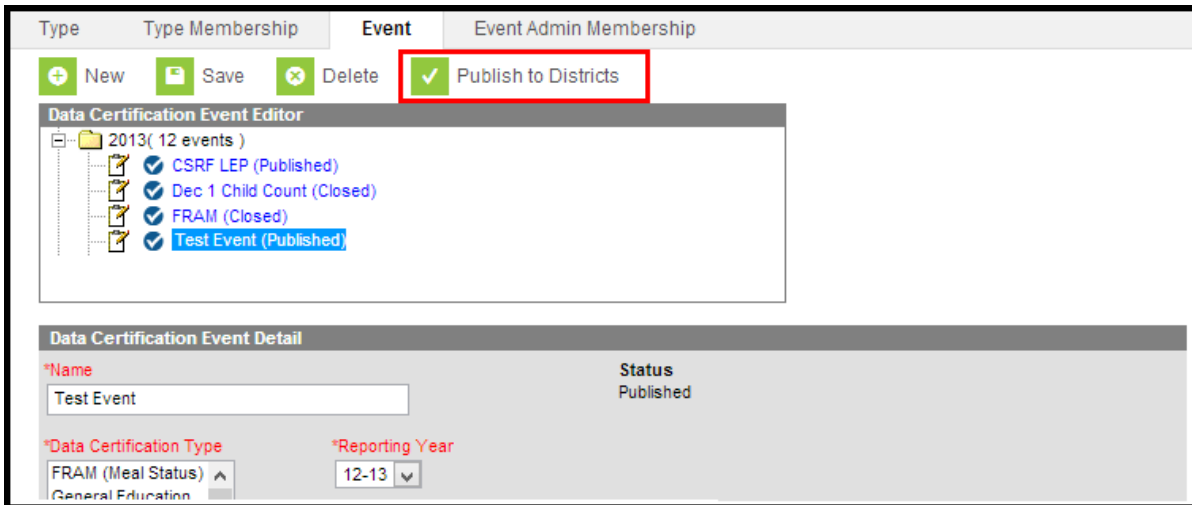 Type Type Membership Event Event Admin Membership
New Save Delete Publish to Districts
Data Certification Event Editor
2013( 12 events )
CSRF LEP (Published)
Dec 1 Child Count (Closed)
FRAM (Closed)
Test Event (Published)
Data Certification Event Detail
*Name Status
Test Event Published
*Data Certification Type *Reporting Year
FRAM (Meal Status) 12-13
General Education